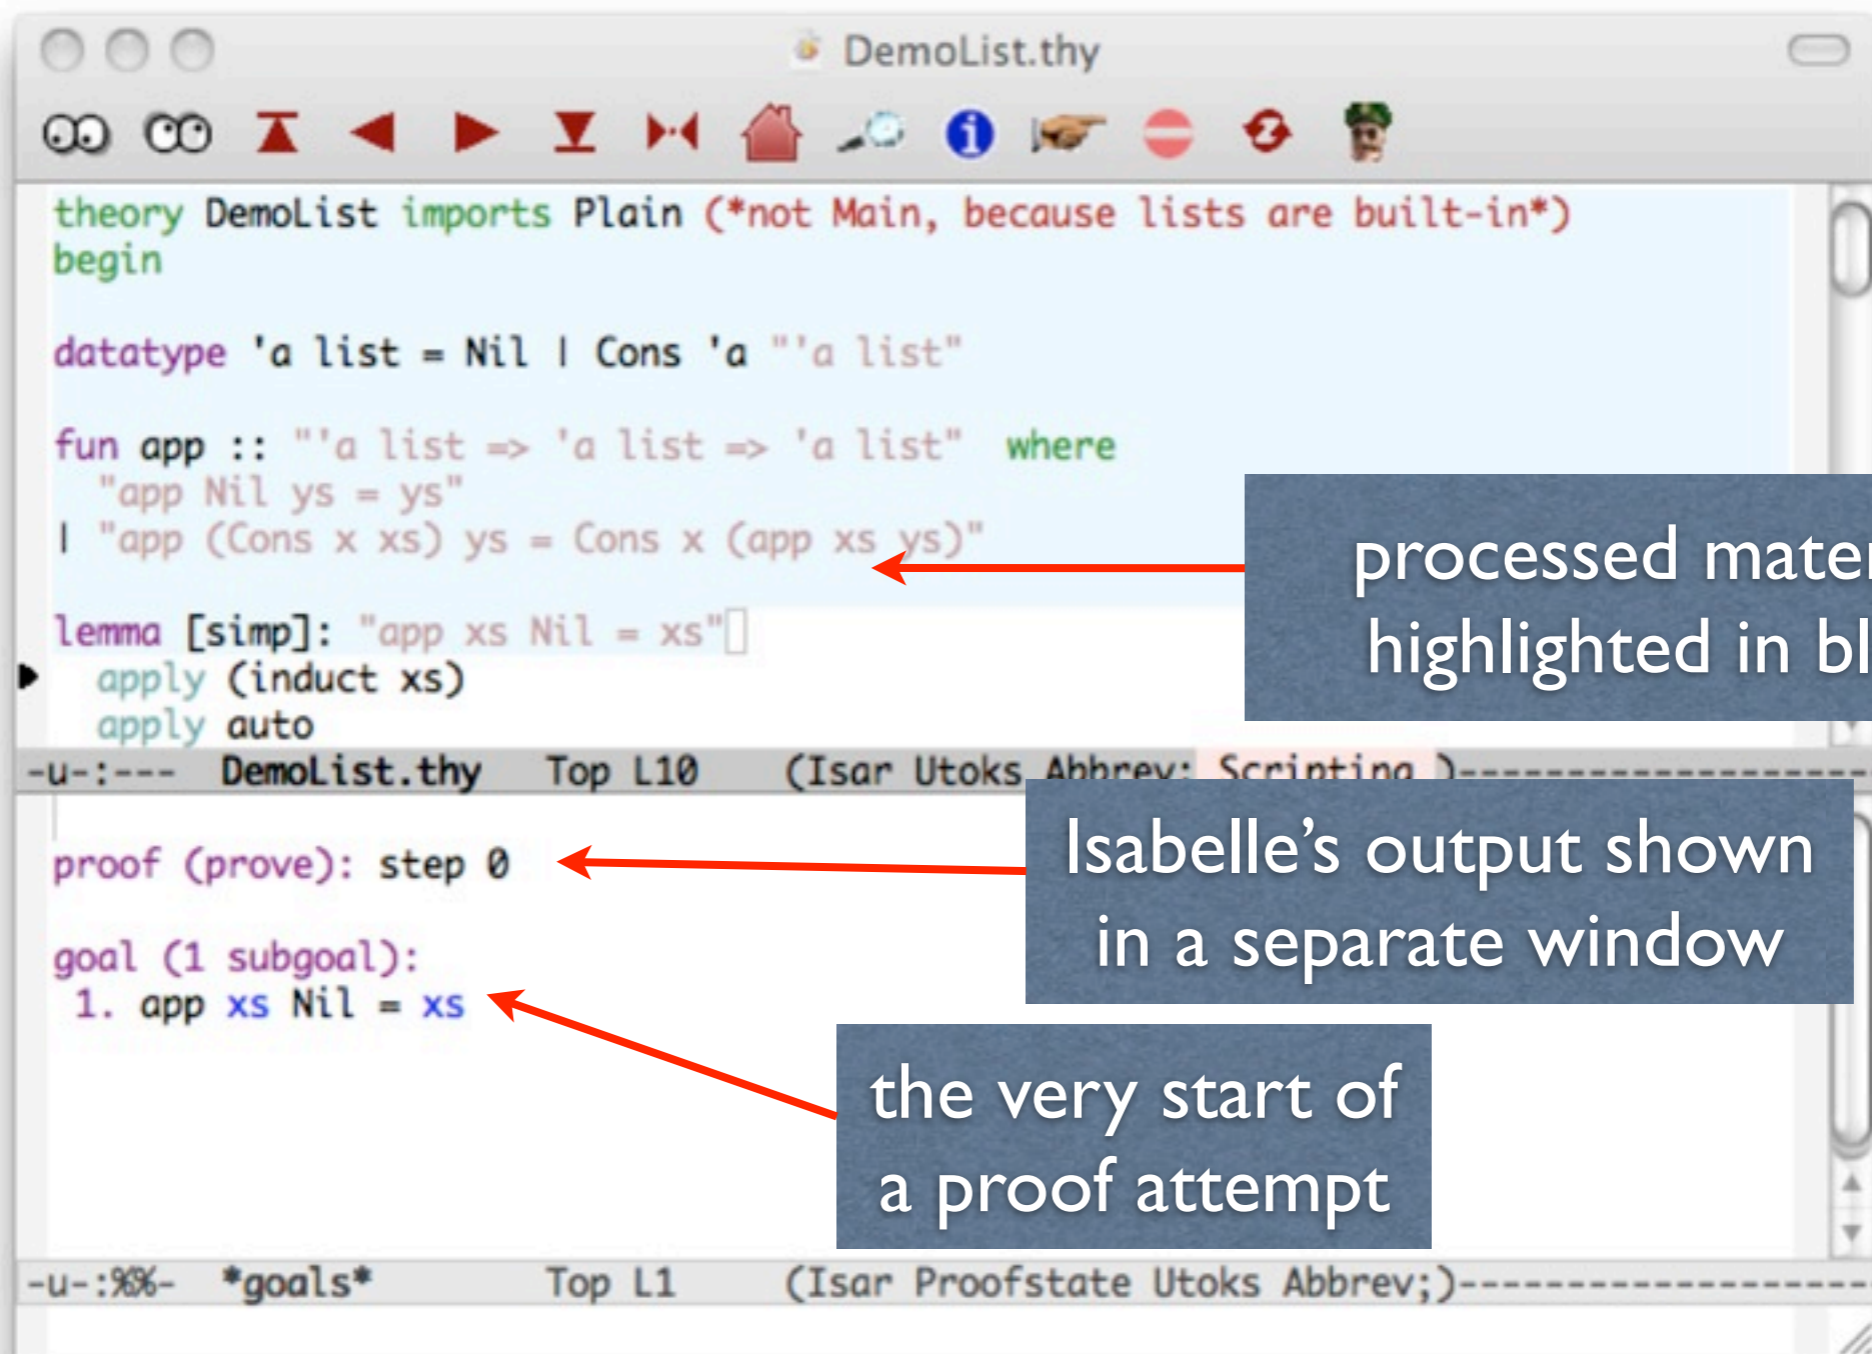 DemoList.thy
theory DemoList imports Plain (*not Main, because lists are built-in*)
begin
datatype 'a list = Nil | Cons 'a "'a list"
fun app :: "'a list => 'a list => 'a list"  where
"app Nil ys = ys"
| "app (Cons x xs) ys = Cons x (app xs ys)"
processed
highlighted in
lemma [simp]: "app xs Nil = xs"
apply (induct xs)
apply auto
-u-:---  DemoList.thy   Top L10    (Isar Utoks Abbrev; Scripting )-------------------
Isabelle's output shown
in a separate window
proof (prove): step 0
goal (1 subgoal):
1. app xs Nil = xs
the very start of
a proof attempt
-u-:%%-  *goals*        Top L1     (Isar Proofstate Utoks Abbrev;)-------------------